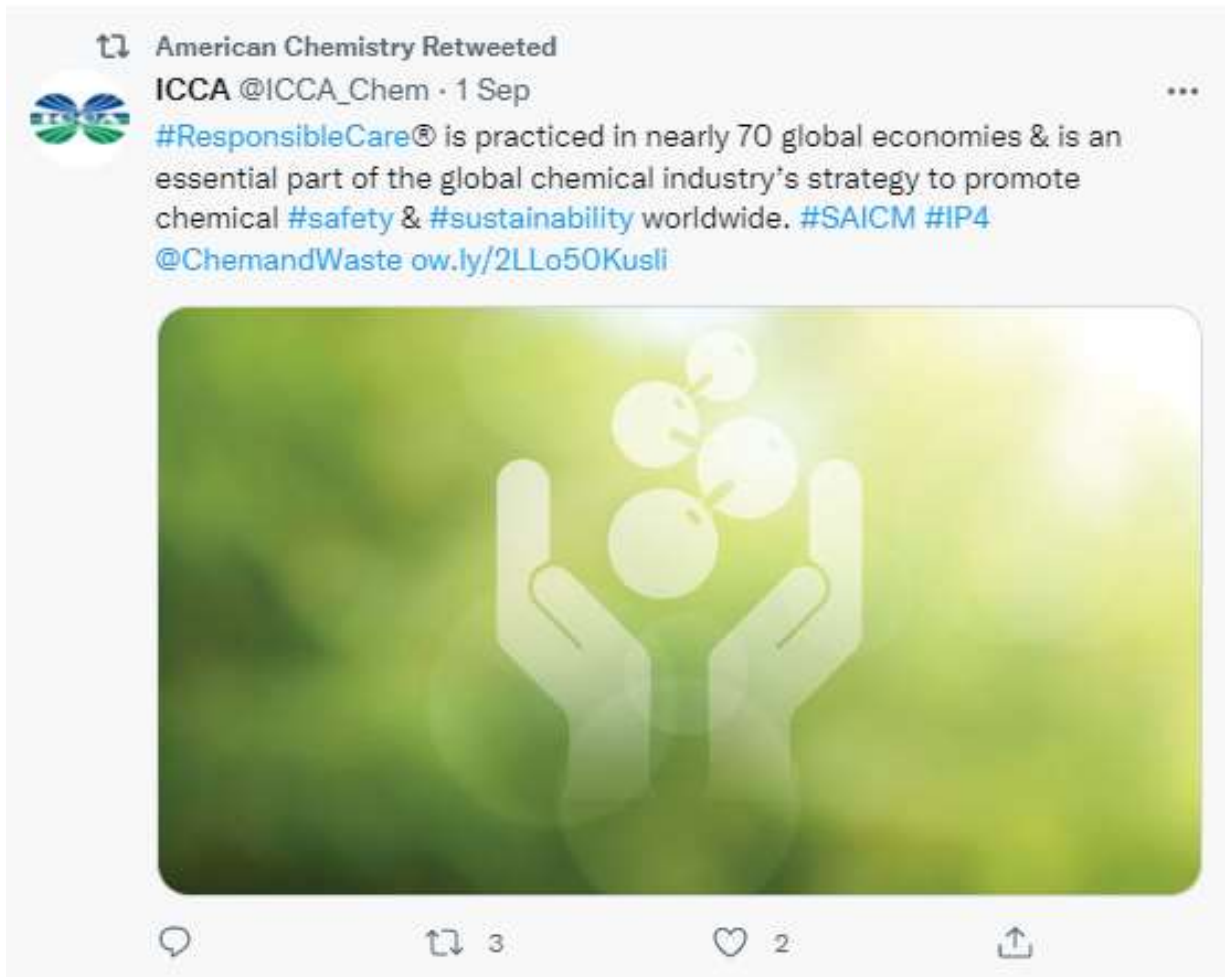 American Chemistry Retweeted
ICCA @ICCA_Chem · 1 Sep
ICCA
#ResponsibleCare® is practiced in nearly 70 global economies & is an
essential part of the global chemical industry's strategy to promote
chemical #safety & #sustainability worldwide. #SAICM #IP4
@ChemandWaste ow.ly/2LLo50Kusli
3
2